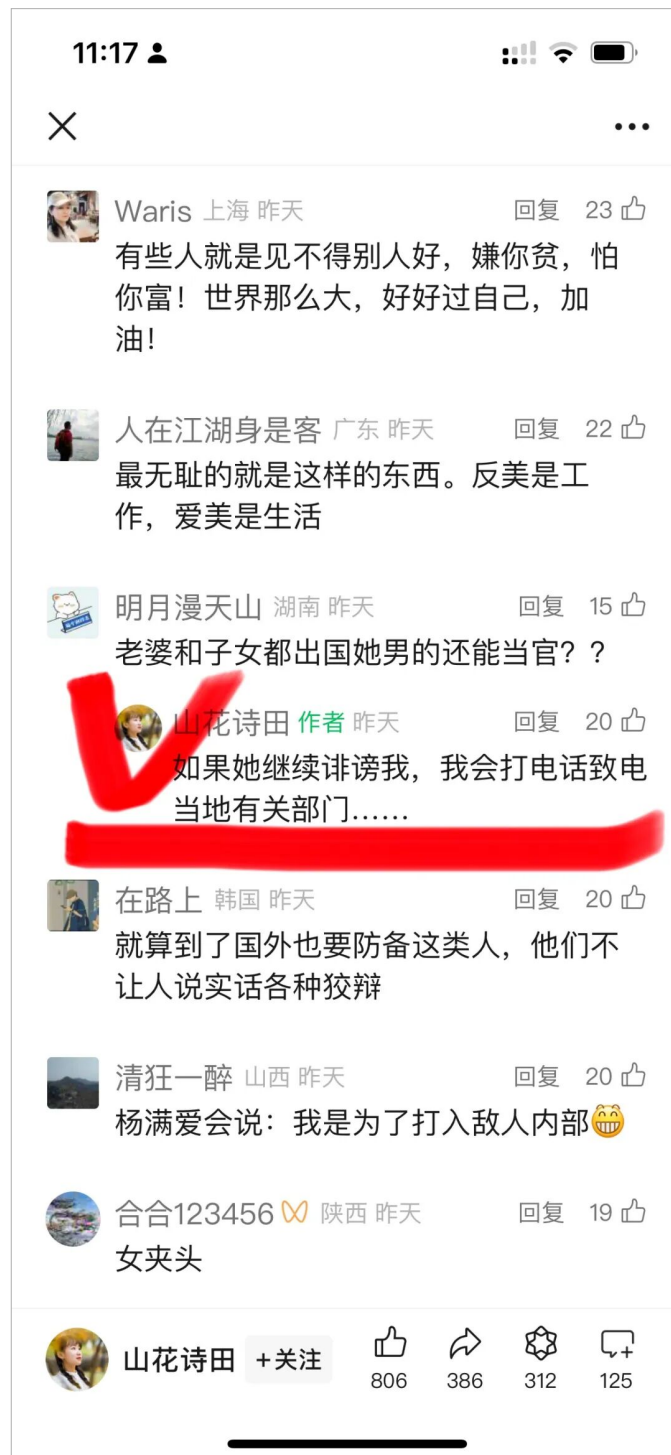 11:17
Waris 上海 昨天 回复 23
有些人就是见不得别人好，嫌你贫，怕
你富！世界那么大，好好过自己，加
油！
人在江湖身是客 广东 昨天 回复 22
最无耻的就是这样的东西。反美是工
作，爱美是生活
明月漫天山 湖南 昨天 回复 15
老婆和子女都出国她男的还能当官？？
山花诗田 作者 昨天 回复 20
如果她继续诽谤我，我会打电话致电
当地有关部门……
在路上 韩国 昨天 回复 20
就算到了国外也要防备这类人，他们不
让人说实话各种狡辩
清狂一醉 山西 昨天 回复 20
杨满爱会说：我是为了打入敌人内部😁
合合123456 陕西 昨天 回复 19
女夹头
山花诗田 +关注 806 386 312 125